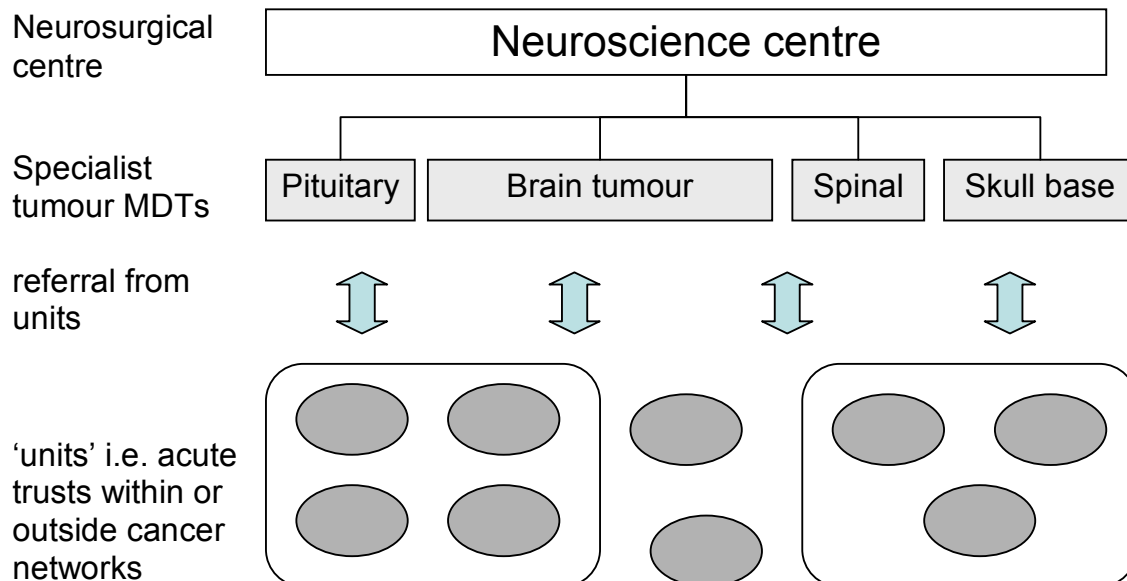 Neurosurgical
centre
Neuroscience centre
Specialist
tumour MDTs
Pituitary
Brain tumour
Spinal
Skull base
referral from
units
‘units’ i.e. acute
trusts within or
outside cancer
networks